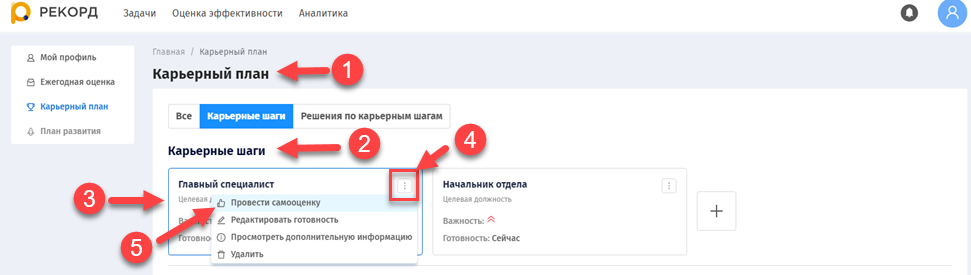 РЕКОРД
Задачи Оценка эффективности Аналитика
Мой профиль
Ежегодная оценка
Карьерный план
План развития
Главная / Карьерный план
Карьерный план
1
Все Карьерные шаги Решения по карьерным шагам
Карьерные шаги
2
4
3
Главный специалист
Целевая
Готовнос
5
Провести самооценку
Редактировать готовность
Просмотреть дополнительную информацию
Удалить
Начальник отдела
Целевая должность
Важность:
Готовность: Сейчас